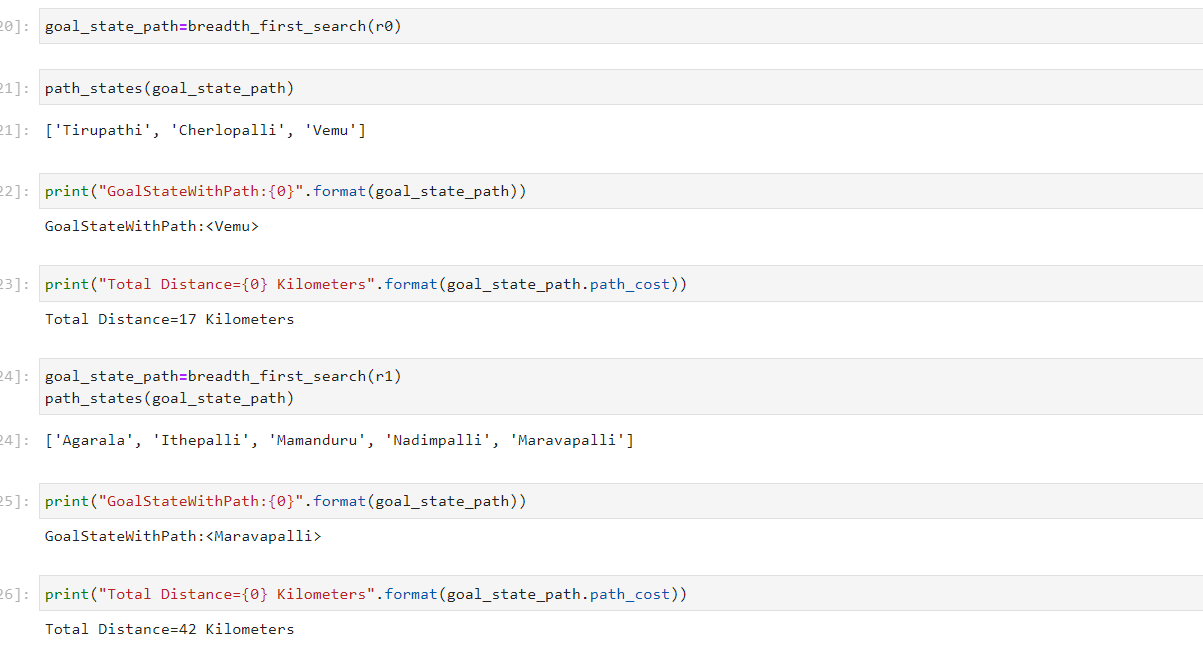 20]: goal_state_path=breadth_first_search(r0)
21]: path_states(goal_state_path)
21]: ['Tirupathi', 'Cherlopalli', 'Vemu']
22]: print("GoalStateWithPath:{0}".format(goal_state_path))
GoalStateWithPath:<Vemu>
23]: print("Total Distance={0} Kilometers".format(goal_state_path.path_cost))
Total Distance=17 Kilometers
24]: goal_state_path=breadth_first_search(r1)
path_states(goal_state_path)
24]: ['Agarala', 'Ithepalli', 'Mamanduru', 'Nadimpalli', 'Maravapalli']
25]: print("GoalStateWithPath:{0}".format(goal_state_path))
GoalStateWithPath:<Maravapalli>
26]: print("Total Distance={0} Kilometers".format(goal_state_path.path_cost))
Total Distance=42 Kilometers